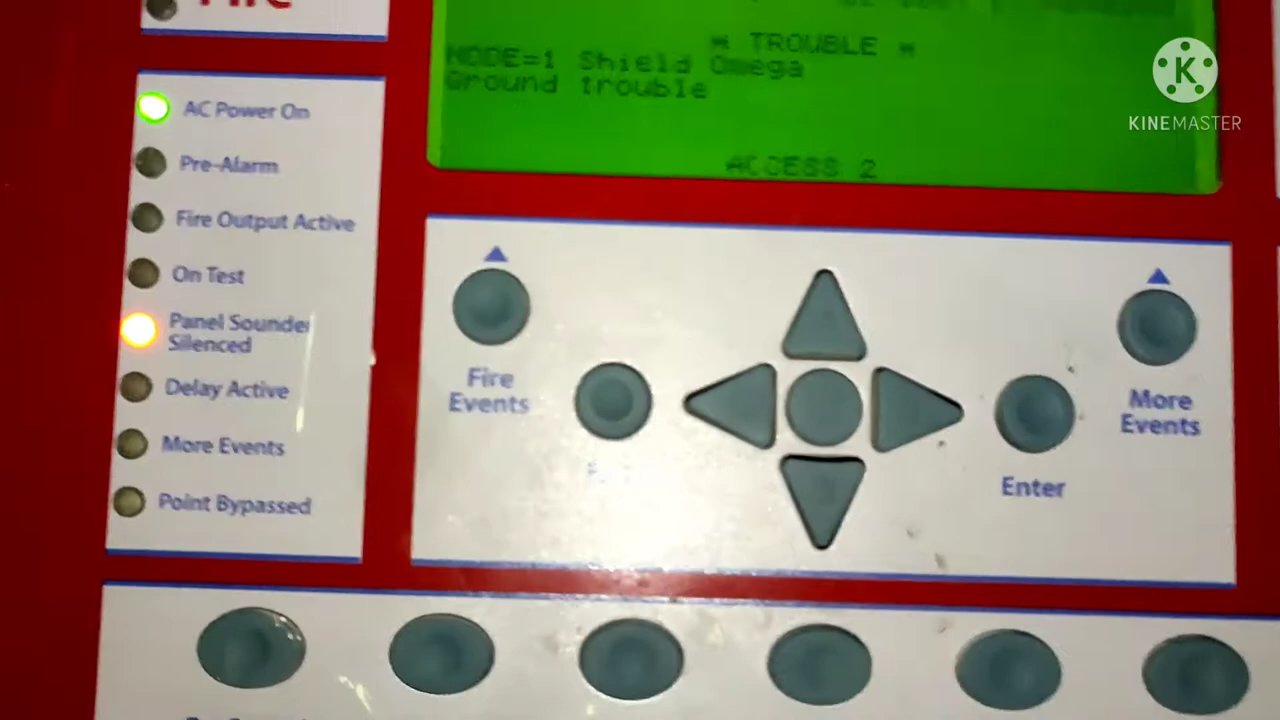 Fire
* TROUBLE *
NODE=1 Shield Omega
Ground trouble
ACCESS 2
KINEMASTER
AC Power On
Pre-Alarm
Fire Output Active
On Test
Panel Sounder
Silenced
Delay Active
More Events
Point Bypassed
Fire
Events
Enter
More
Events